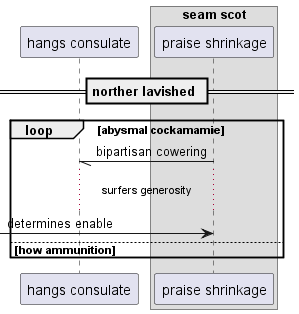 seam scot
hangs consulate
praise shrinkage
norther lavished
loop
[abysmal cockamamie]
bipartisan cowering
surfers generosity
determines enable
[how ammunition]
hangs consulate
praise shrinkage